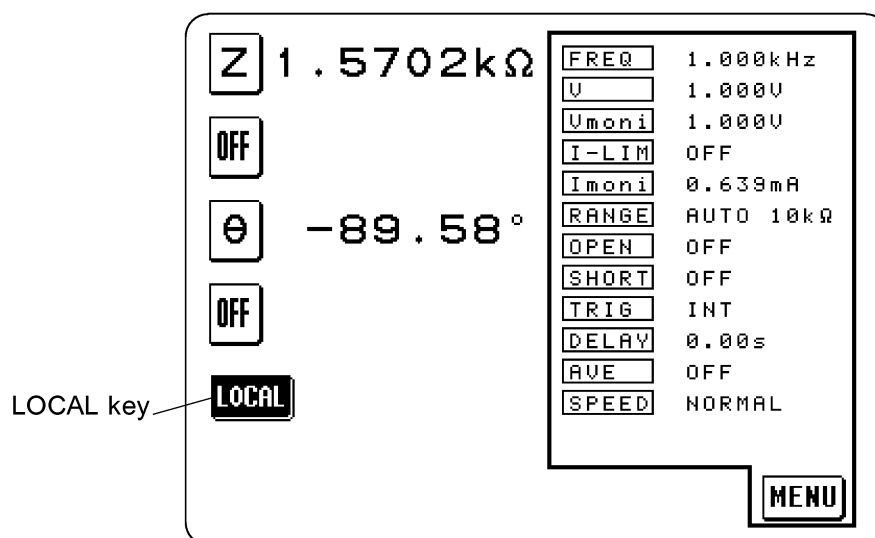 Z 1.5702kΩ
OFF
θ -89.58°
OFF
LOCAL
LOCAL key
FREQ 1.000kHz
V 1.000V
Vmoni 1.000V
I-LIM OFF
Imoni 0.639mA
RANGE AUTO 10kΩ
OPEN OFF
SHORT OFF
TRIG INT
DELAY 0.00s
AVE OFF
SPEED NORMAL
MENU